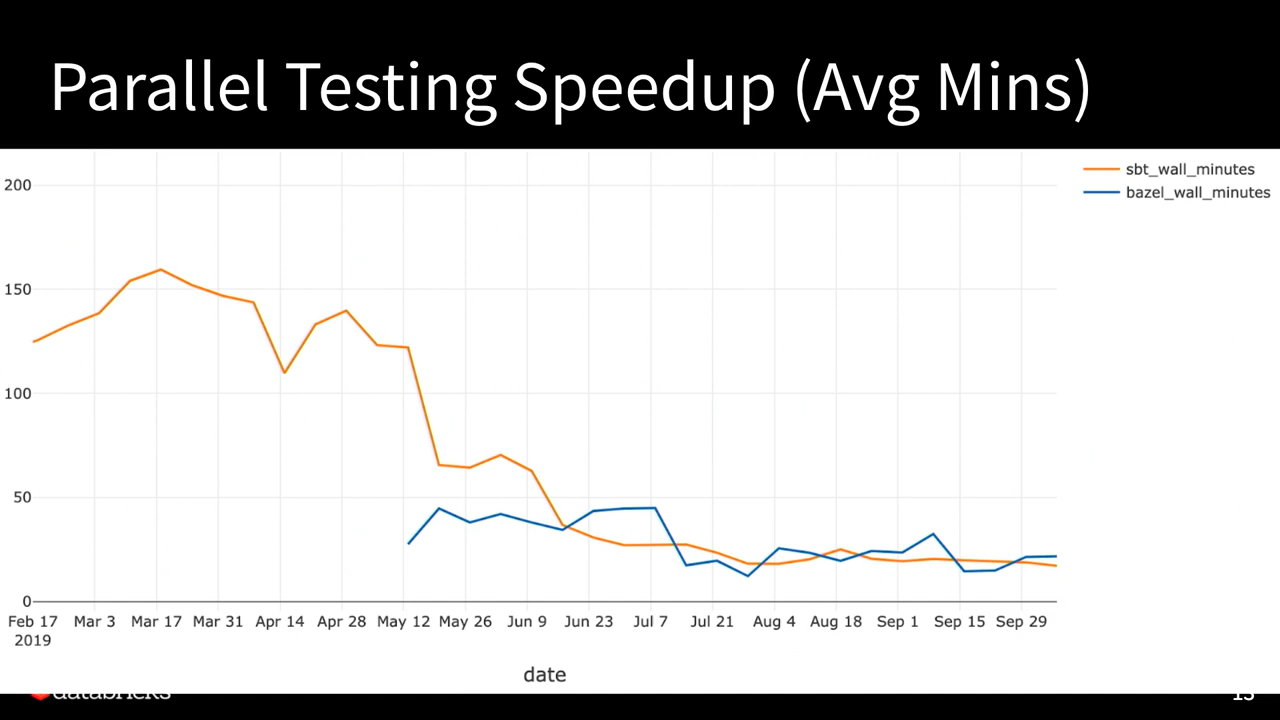 Parallel Testing Speedup (Avg Mins)
sbt_wall_minutes
bazel_wall_minutes
200
150
100
50
0
Feb 17 Mar 3 Mar 17 Mar 31 Apr 14 Apr 28 May 12 May 26 Jun 9 Jun 23 Jul 7 Jul 21 Aug 4 Aug 18 Sep 1 Sep 15 Sep 29
2019
date
databricks